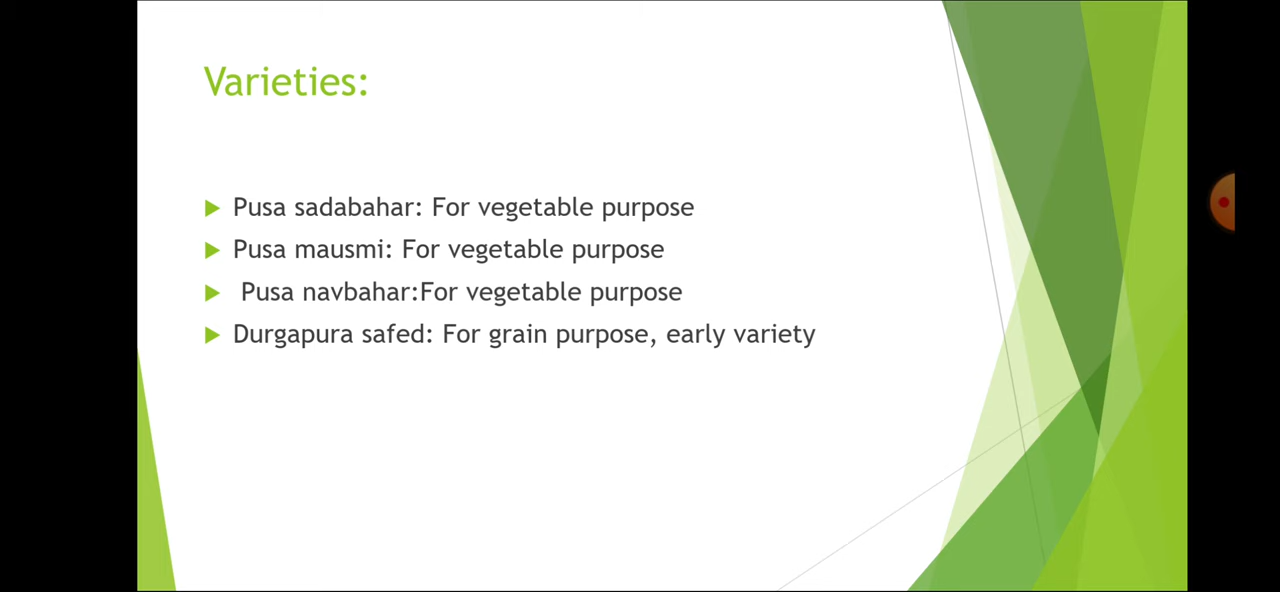 Varieties:
Pusa sadabahar: For vegetable purpose
Pusa mausmi: For vegetable purpose
Pusa navbahar:For vegetable purpose
Durgapura safed: For grain purpose, early variety